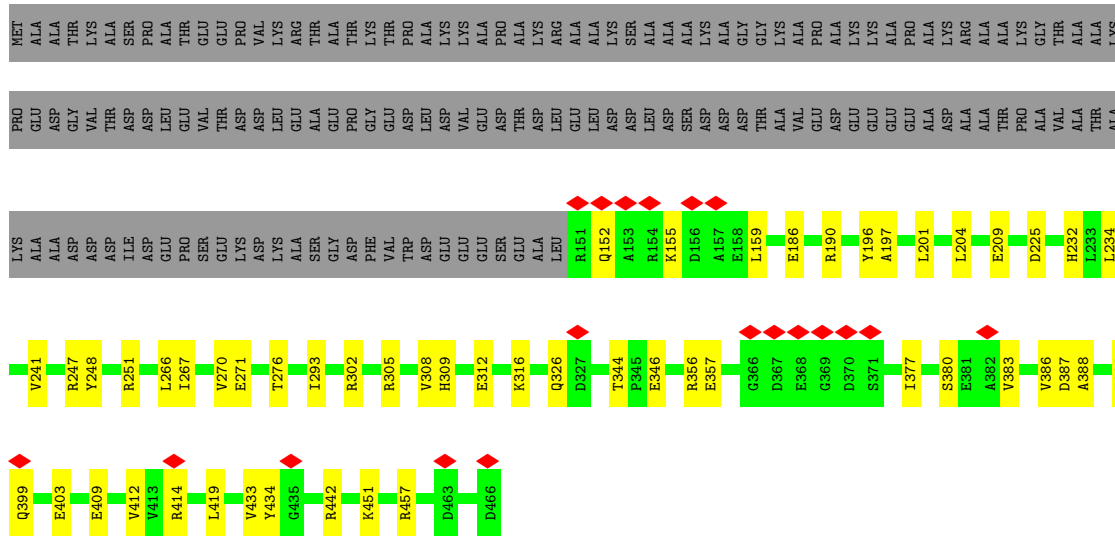 MET ALA ALA THR LYS ALA SER PRO ALA THR GLU GLU PRO VAL LYS ARG THR ALA THR LYS THR PRO ALA LYS LYS ALA PRO ALA LYS ARG ALA ALA LYS SER ALA ALA ALA LYS ALA GLY GLY LYS ALA PRO ALA LYS LYS ALA PRO ALA LYS ARG ALA ALA LYS GLY THR ALA ALA LYS
PRO GLU ASP GLY VAL THR ASP ASP LEU GLU VAL THR ASP ASP LEU GLU ALA GLU PRO GLY GLU ASP LEU ASP VAL GLU ASP THR ASP LEU GLU LEU ASP ASP LEU ASP SER ASP ASP ASP THR ALA VAL GLU ASP GLU GLU GLU GLU ALA ASP ALA ALA THR PRO ALA VAL ALA THR ALA
LYS ALA ALA ASP ASP ASP ILE ASP GLU PRO SER GLU LYS ASP LYS ALA SER GLY ASP PHE VAL TRP ASP GLU GLU GLU SER GLU ALA LEU R151 Q152 A153 R154 K155 D156 A157 E158 L159 E186 R190 Y196 A197 L201 L204 E209 D225 H232 L233 L234
V241 R247 Y248 R251 L266 I267 V270 E271 T276 I293 R302 R305 V308 H309 E312 K316 Q326 D327 T344 P345 E346 R356 E357 G366 D367 E368 G369 D370 S371 I377 S380 E381 A382 V383 V386 D387 A388
Q399 E403 E409 V412 V413 R414 L419 V433 Y434 G435 R442 K451 R457 D463 D466